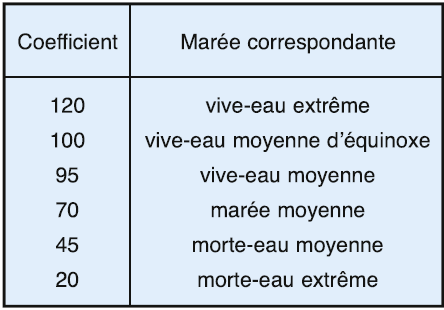 Coefficient Marée correspondante
120 vive-eau extrême
100 vive-eau moyenne d'équinoxe
95 vive-eau moyenne
70 marée moyenne
45 morte-eau moyenne
20 morte-eau extrême